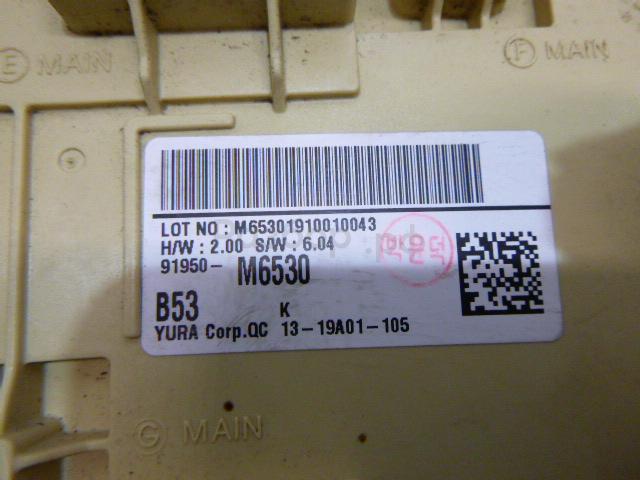 E MAIN
F MAIN
LOT NO : M65301910010043
H/W : 2.00 S/W : 6.04
91950- M6530
B53 K
YURA Corp.QC 13-19A01-105
G MAIN